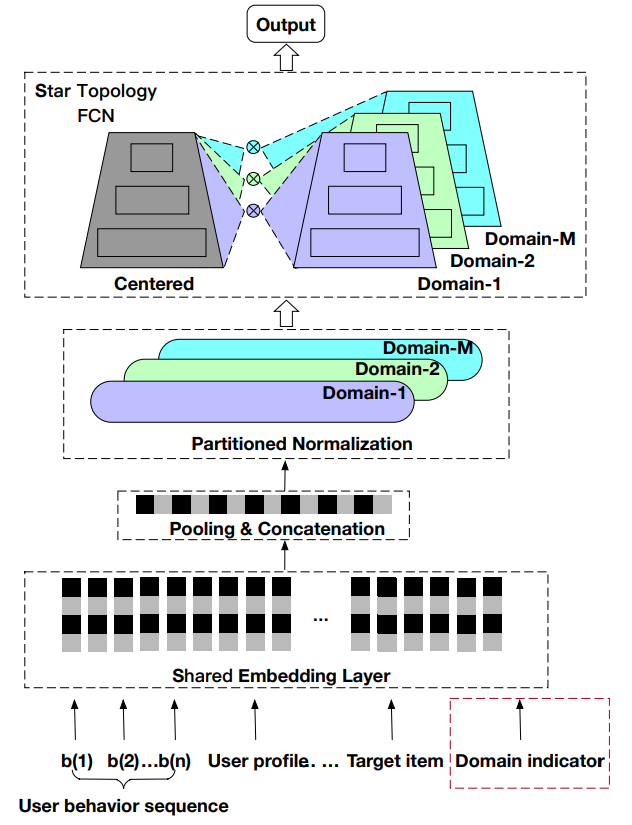 Output
Star Topology
FCN
Centered
Domain-M
Domain-2
Domain-1
Domain-M
Domain-2
Domain-1
Partitioned Normalization
Pooling & Concatenation
...
Shared Embedding Layer
b(1) b(2)...b(n) User profile... ... Target item Domain indicator
User behavior sequence